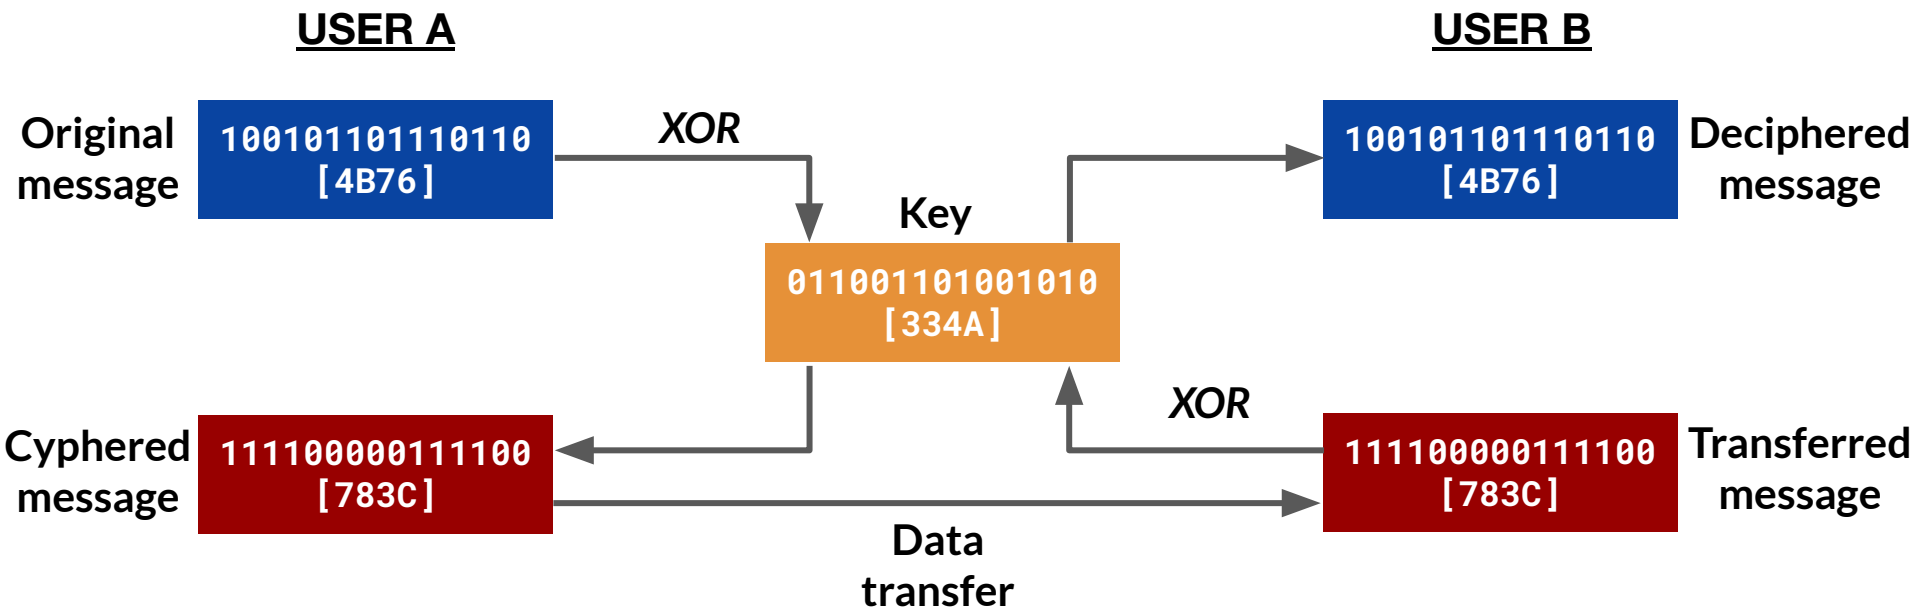 USER A
USER B
Original
message
100101101110110
[4B76]
XOR
Key
011001101001010
[334A]
100101101110110
[4B76]
Deciphered
message
Cyphered
message
111100000111100
[783C]
Data
transfer
XOR
111100000111100
[783C]
Transferred
message